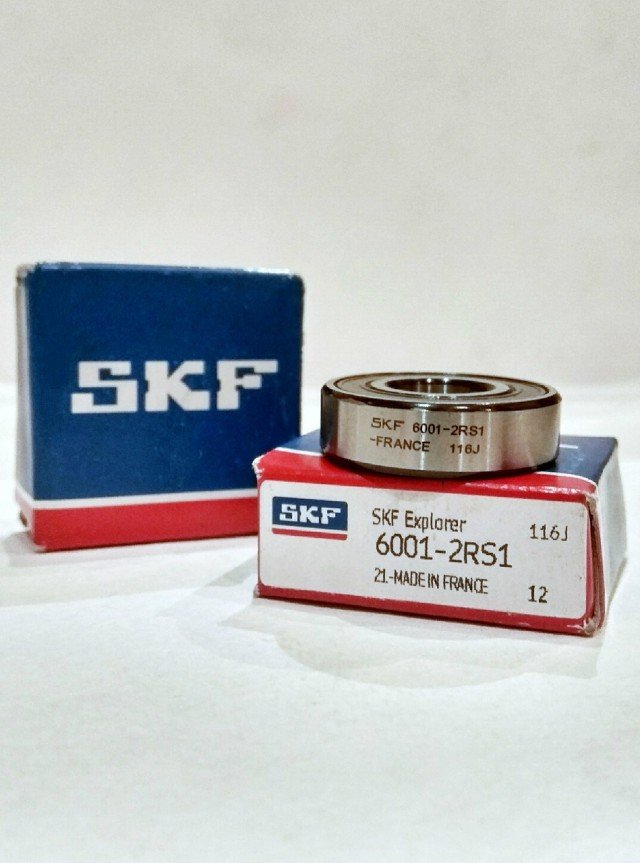 SKF
SKF 6001-2RS1
-FRANCE 116J
SKF
SKF Explorer 116J
6001-2RS1
21-MADE IN FRANCE 12